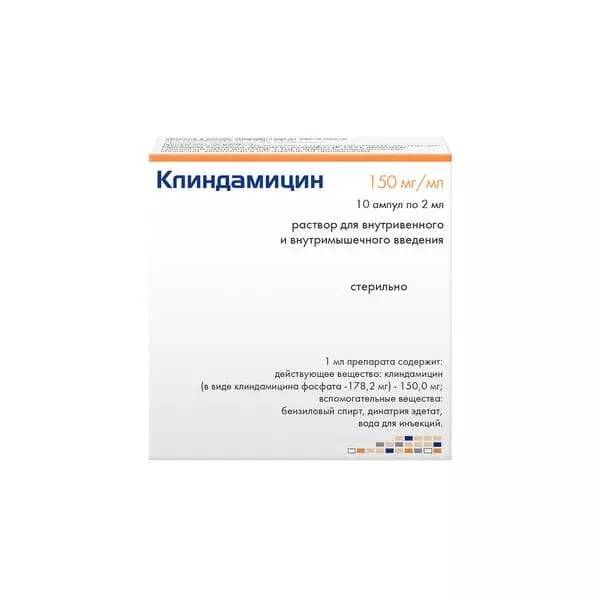 Клиндамицин 150 мг/мл
10 ампул по 2 мл
раствор для внутривенного
и внутримышечного введения
стерильно
1 мл препарата содержит:
действующее вещество: клиндамицин
(в виде клиндамицина фосфата -178,2 мг) - 150,0 мг;
вспомогательные вещества:
бензиловый спирт, динатрия эдетат,
вода для инъекций.